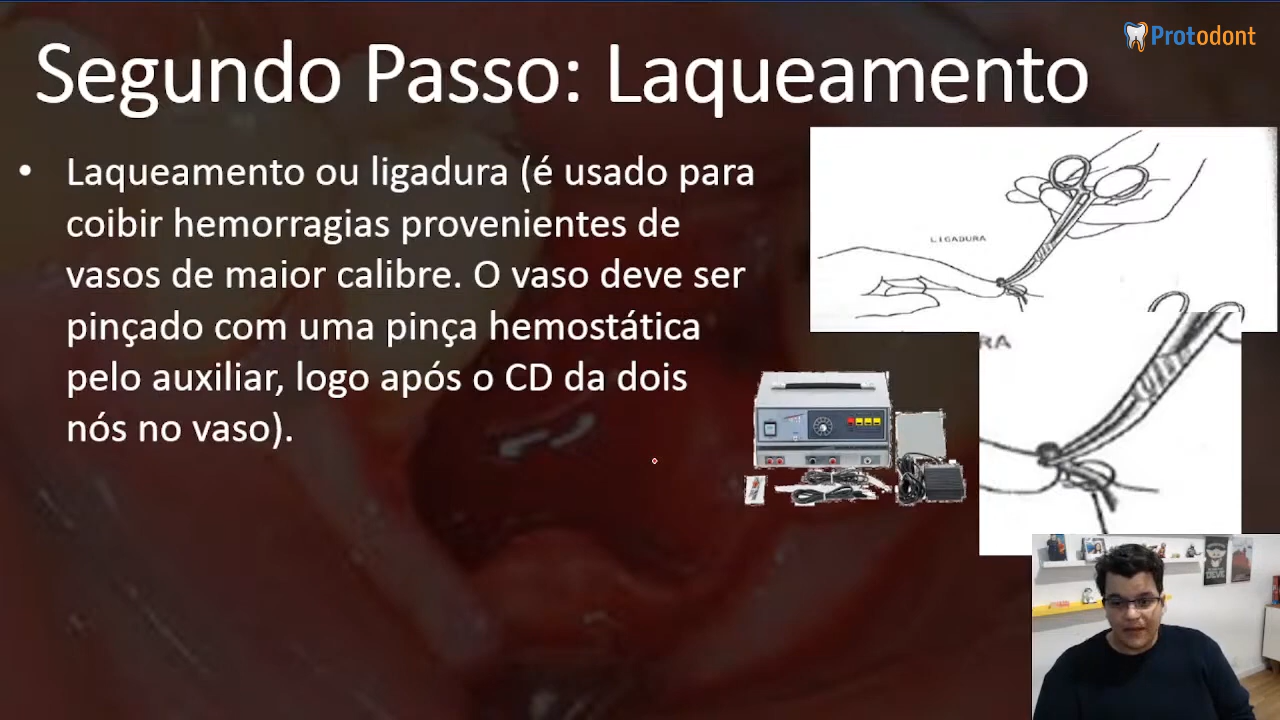 Protodont
Segundo Passo: Laqueamento
• Laqueamento ou ligadura (é usado para
coibir hemorragias provenientes de
vasos de maior calibre. O vaso deve ser
pinçado com uma pinça hemostática
pelo auxiliar, logo após o CD da dois
nós no vaso).
LIGADURA
RA
DEVE